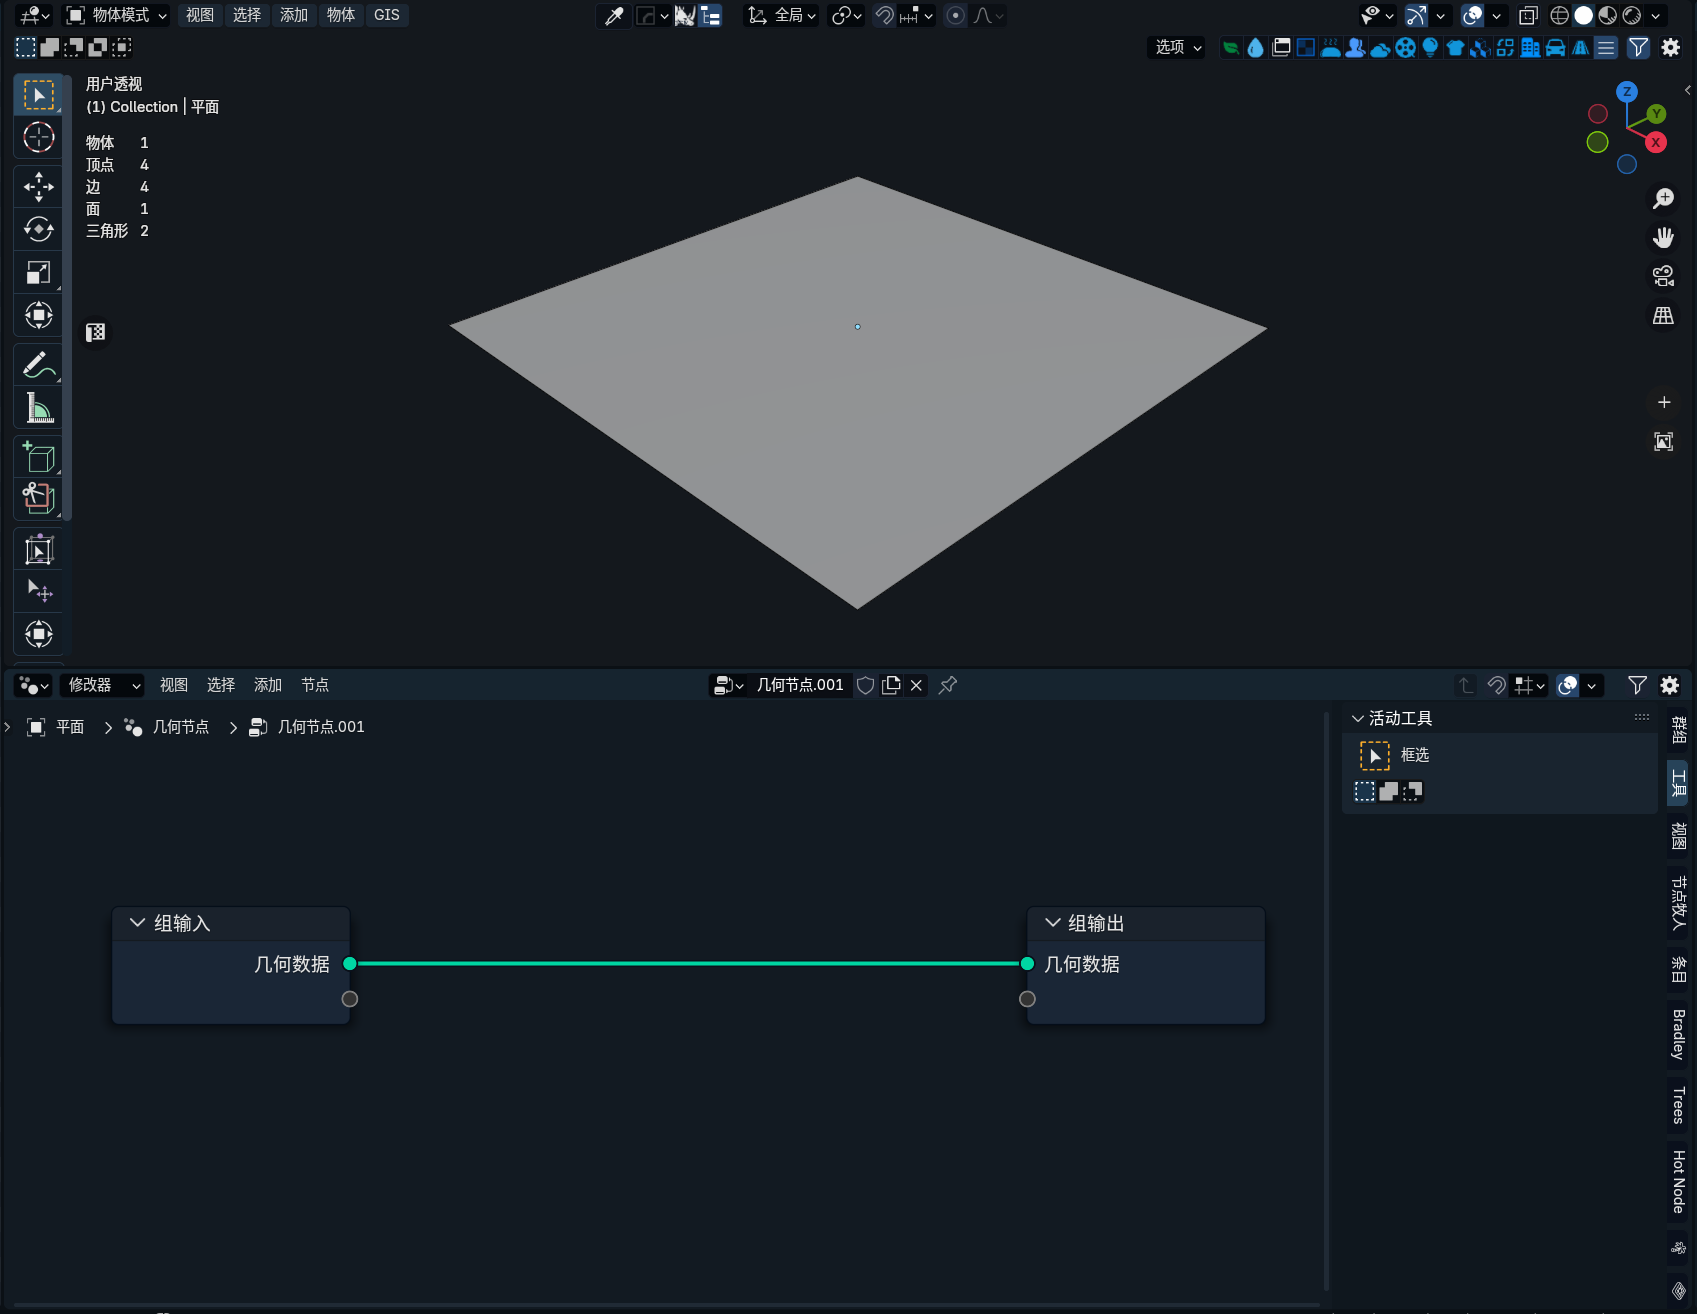 物体模式 视图 选择 添加 物体 GIS 全局
选项
用户透视
(1) Collection | 平面
物体 1
顶点 4
边 4
面 1
三角形 2
Z
Y
X
修改器 视图 选择 添加 节点 几何节点.001
平面 几何节点 几何节点.001
活动工具
框选
群组
工具
视图
节点牧人
条目
Bradley
Trees
Hot Node
组输入
几何数据
组输出
几何数据